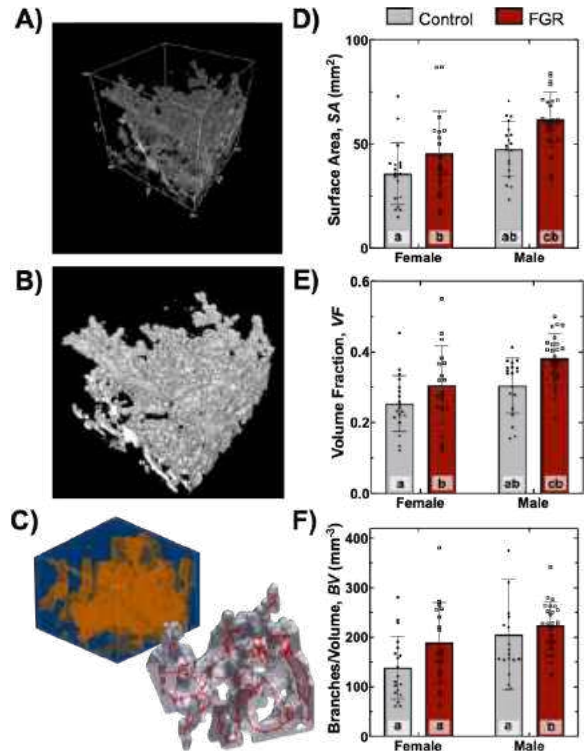 A)
B)
C)
D)
Control
FGR
Surface Area, SA (mm²)
100
50
0
a
b
ab
cb
Female
Male
E)
Volume Fraction, VF
0.6
0.4
0.2
0.0
a
b
ab
cb
Female
Male
F)
Branches/Volume, BV (mm⁻³)
400
300
200
100
0
a
a
a
Female
Male